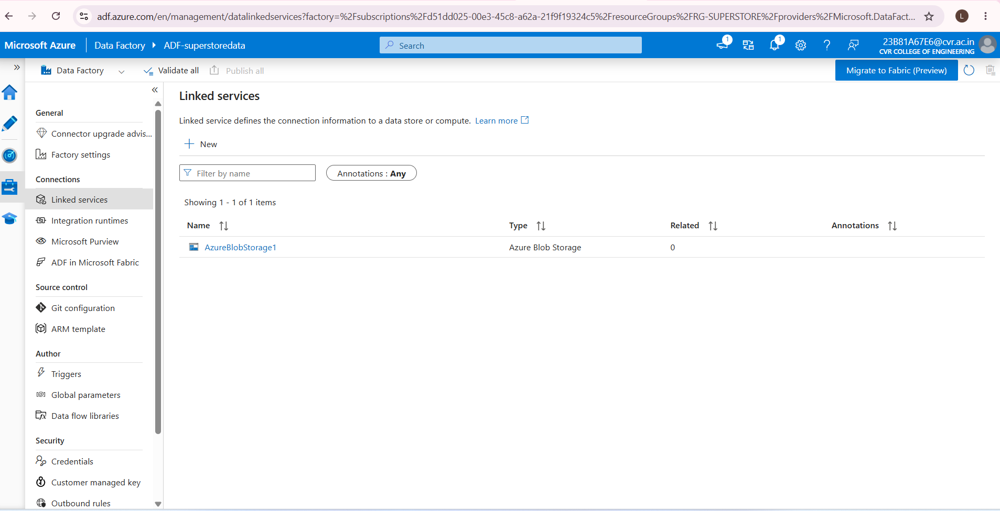 adf.azure.com/en/management/datalinkedservices?factory=%2Fsubscriptions%2Fd51dd025-00e3-45c8-a62a-21f9f19324c5%2FresourceGroups%2FRG-SUPERSTORE%2Fproviders%2FMicrosoft.DataFact...
L
Microsoft Azure
Data Factory
ADF-superstoredata
Search
1
1
23B81A67E6@cvr.ac.in
CVR COLLEGE OF ENGINEERING
Data Factory
Validate all
Publish all
Migrate to Fabric (Preview)
General
Connector upgrade advis...
Factory settings
Connections
Linked services
Integration runtimes
Microsoft Purview
ADF in Microsoft Fabric
Source control
Git configuration
ARM template
Author
Triggers
Global parameters
Data flow libraries
Security
Credentials
Customer managed key
Outbound rules
Linked services
Linked service defines the connection information to a data store or compute. Learn more
New
Filter by name
Annotations : Any
Showing 1 - 1 of 1 items
Name Type Related Annotations
AzureBlobStorage1 Azure Blob Storage 0